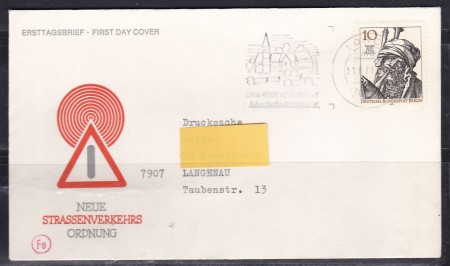 ERSTTAGSBRIEF - FIRST DAY COVER
10
DEUTSCHE BUNDESPOST BERLIN
Drucksache
7907 LANGENAU
Taubenstr. 13
NEUE
STRASSENVERKEHRS
ORDNUNG
Fe